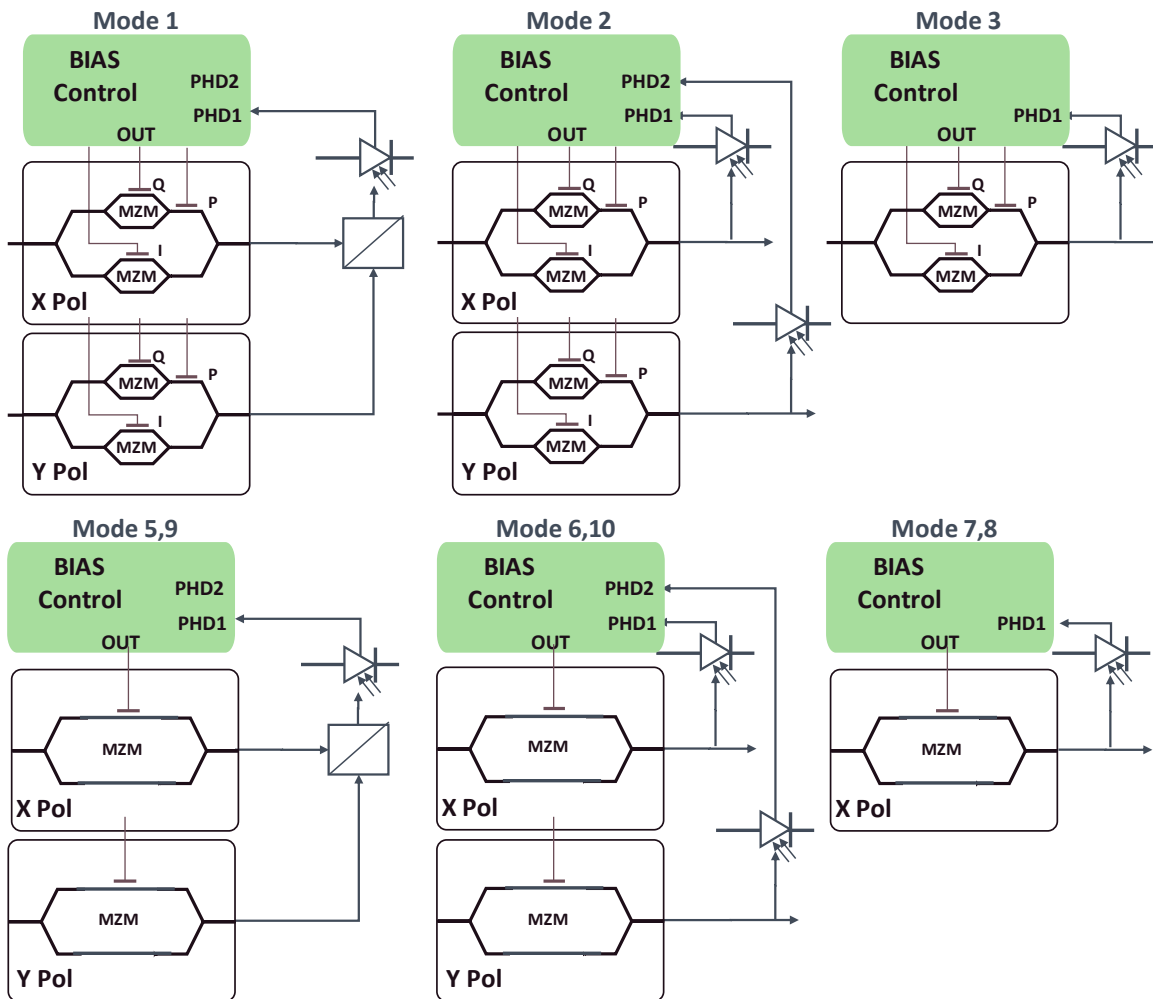 Mode 1
BIAS
Control
PHD2
PHD1
OUT
Q
MZM
P
I
MZM
X Pol
Q
MZM
P
I
MZM
Y Pol
Mode 2
BIAS
Control
PHD2
PHD1
OUT
Q
MZM
P
I
MZM
X Pol
Q
MZM
P
I
MZM
Y Pol
Mode 3
BIAS
Control
PHD1
OUT
Q
MZM
P
I
MZM
X Pol
Mode 5,9
BIAS
Control
PHD2
PHD1
OUT
MZM
X Pol
MZM
Y Pol
Mode 6,10
BIAS
Control
PHD2
PHD1
OUT
MZM
X Pol
MZM
Y Pol
Mode 7,8
BIAS
Control
PHD1
OUT
MZM
X Pol